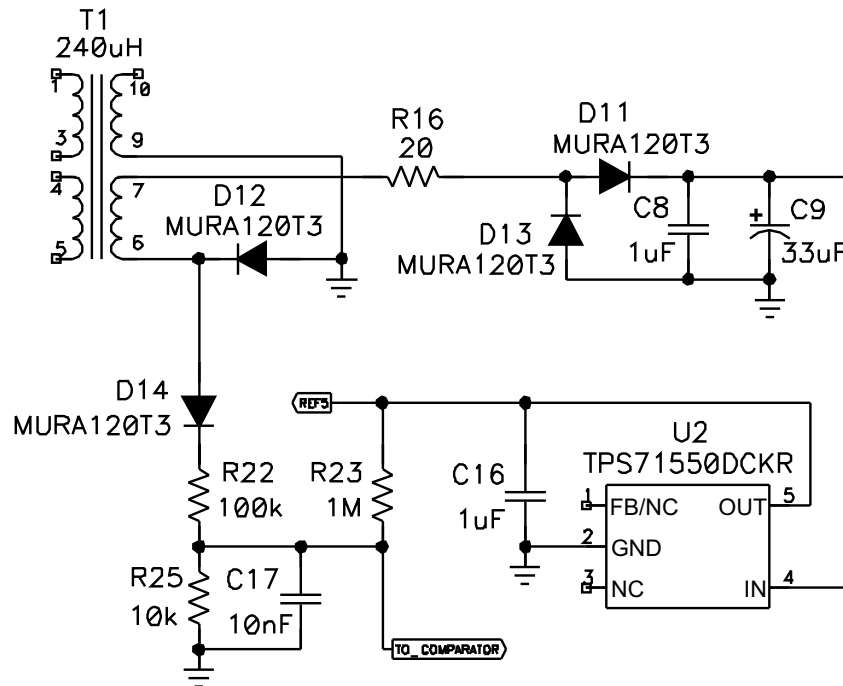 T1
240uH
1
10
3
9
4
7
5
6
R16
20
D11
MURA120T3
D12
MURA120T3
D13
MURA120T3
C8
1uF
C9
33uF
D14
MURA120T3
REF5
R22
100k
R23
1M
C16
1uF
U2
TPS71550DCKR
1
FB/NC
OUT
5
2
GND
3
NC
IN
4
R25
10k
C17
10nF
TO_COMPARATOR